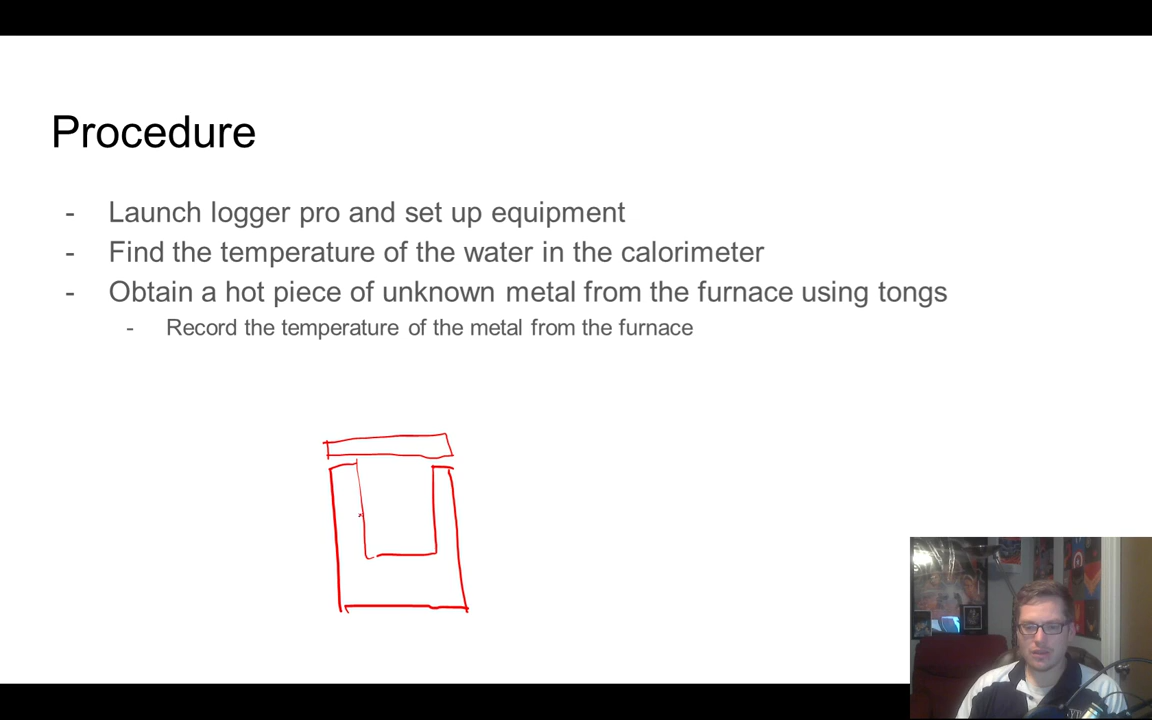 Procedure
- Launch logger pro and set up equipment
- Find the temperature of the water in the calorimeter
- Obtain a hot piece of unknown metal from the furnace using tongs
- Record the temperature of the metal from the furnace